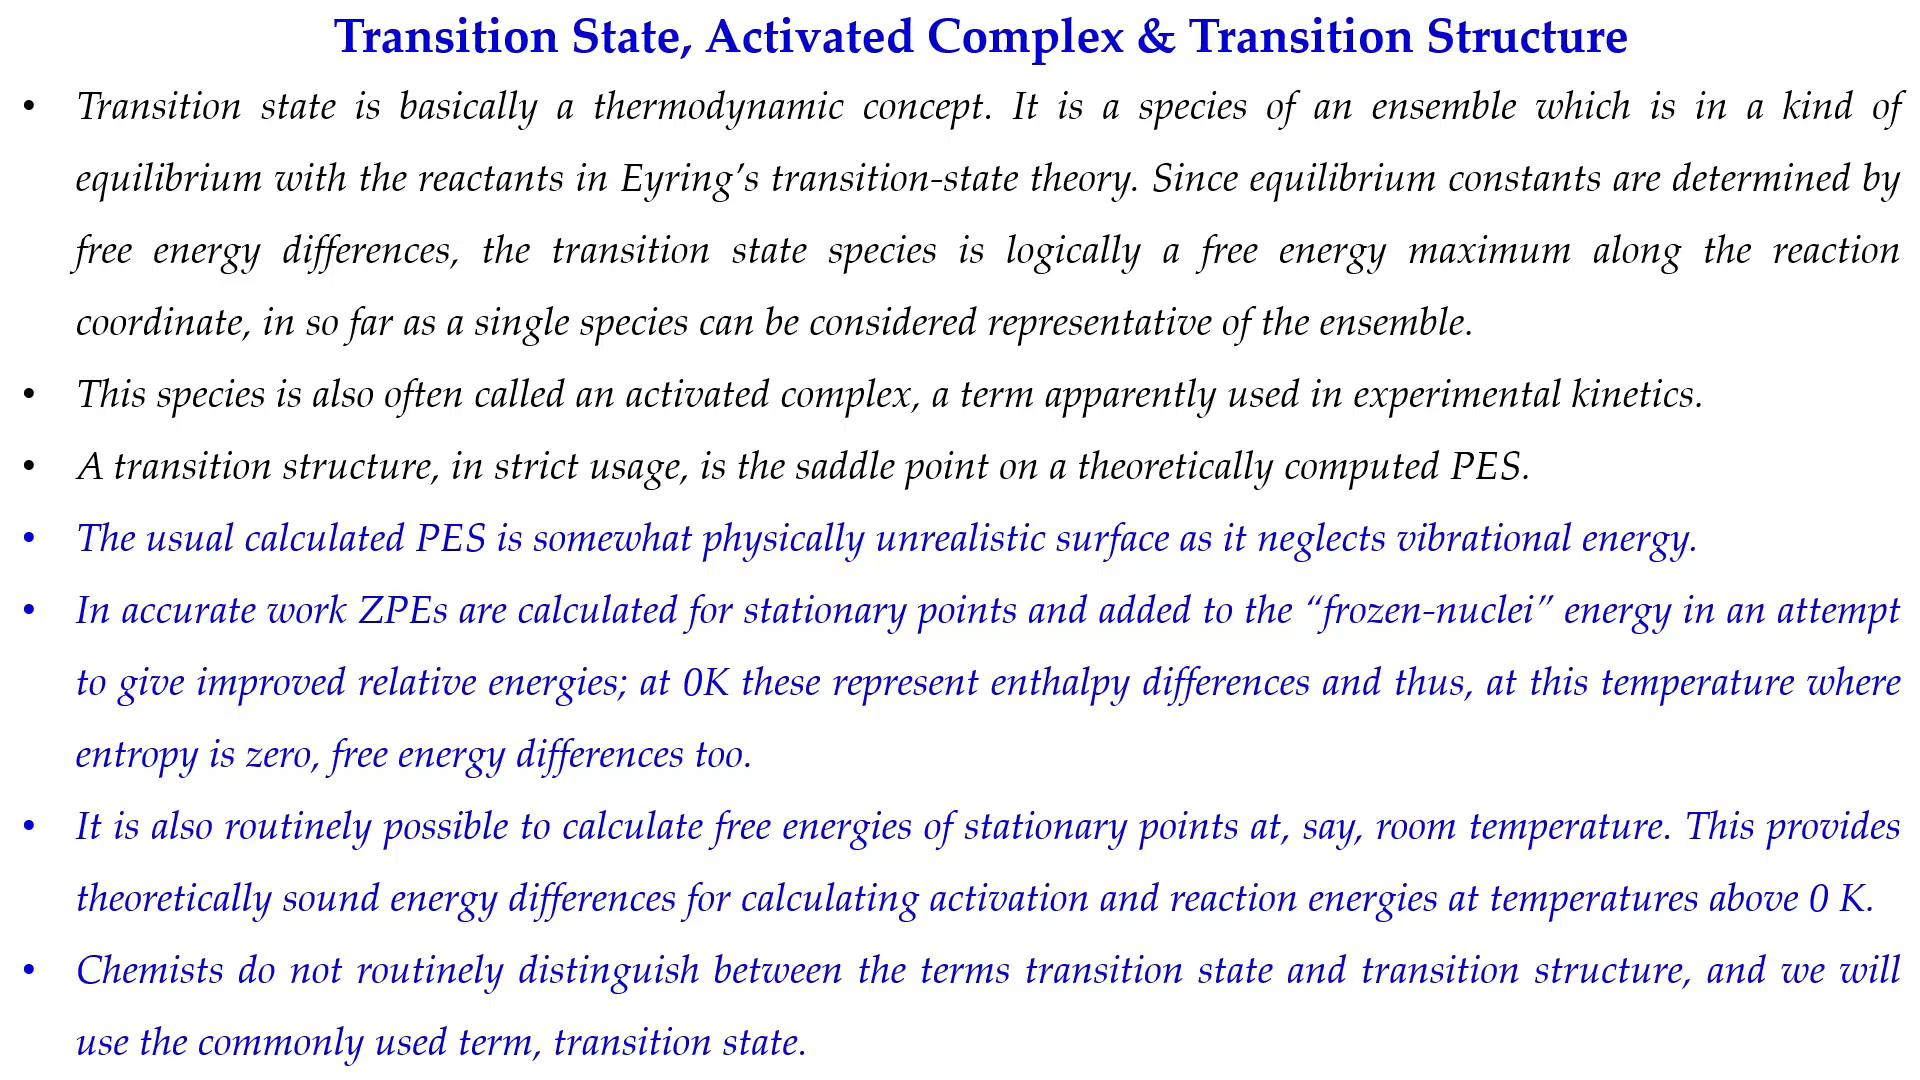 Transition State, Activated Complex & Transition Structure
• Transition state is basically a thermodynamic concept. It is a species of an ensemble which is in a kind of
equilibrium with the reactants in Eyring’s transition-state theory. Since equilibrium constants are determined by
free energy differences, the transition state species is logically a free energy maximum along the reaction
coordinate, in so far as a single species can be considered representative of the ensemble.
• This species is also often called an activated complex, a term apparently used in experimental kinetics.
• A transition structure, in strict usage, is the saddle point on a theoretically computed PES.
• The usual calculated PES is somewhat physically unrealistic surface as it neglects vibrational energy.
• In accurate work ZPEs are calculated for stationary points and added to the “frozen-nuclei” energy in an attempt
to give improved relative energies; at 0K these represent enthalpy differences and thus, at this temperature where
entropy is zero, free energy differences too.
• It is also routinely possible to calculate free energies of stationary points at, say, room temperature. This provides
theoretically sound energy differences for calculating activation and reaction energies at temperatures above 0 K.
• Chemists do not routinely distinguish between the terms transition state and transition structure, and we will
use the commonly used term, transition state.